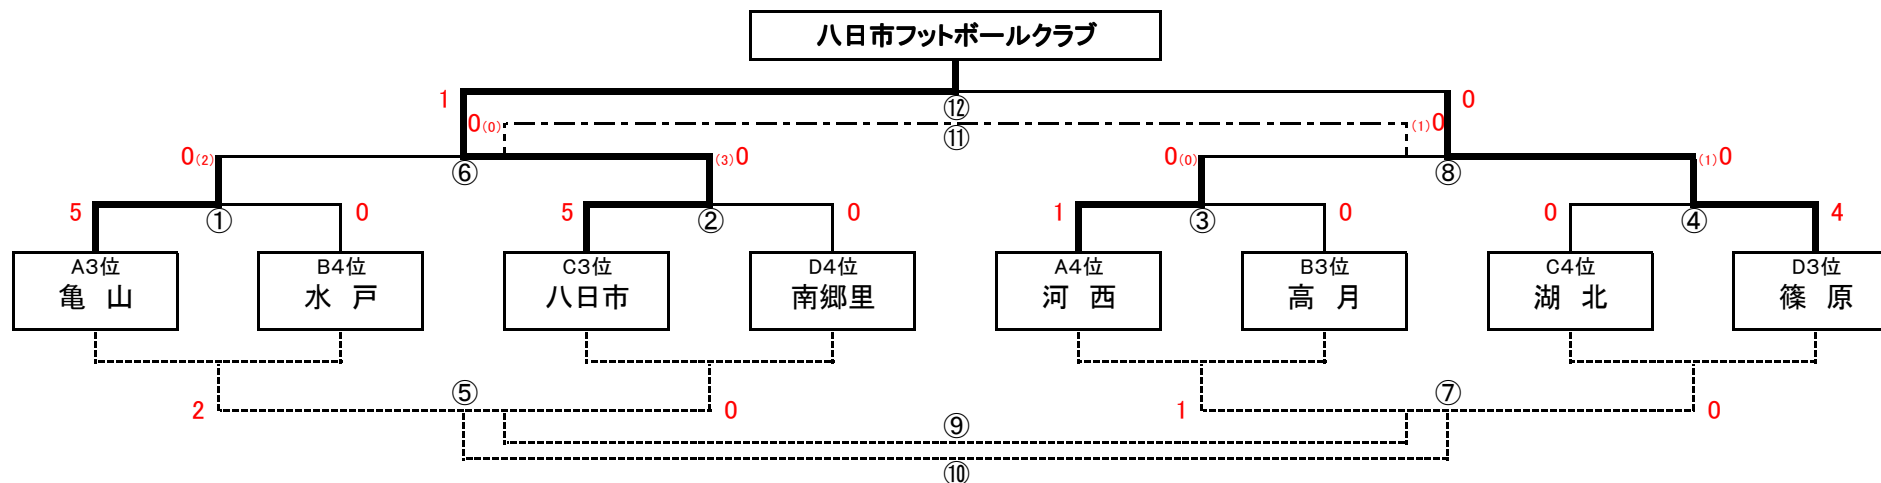 八日市フットボールクラブ
1 ⑫ 0
0(0) ⑪ (1)0
0(2) ⑥ (3)0 0(0) ⑧ (1)0
5 ① 0 5 ② 0 1 ③ 0 0 ④ 4
A3位 B4位 C3位 D4位 A4位 B3位 C4位 D3位
亀 山 水 戸 八日市 南郷里 河 西 高 月 湖 北 篠 原
⑤ ⑦
2 0 1 0
⑨
⑩